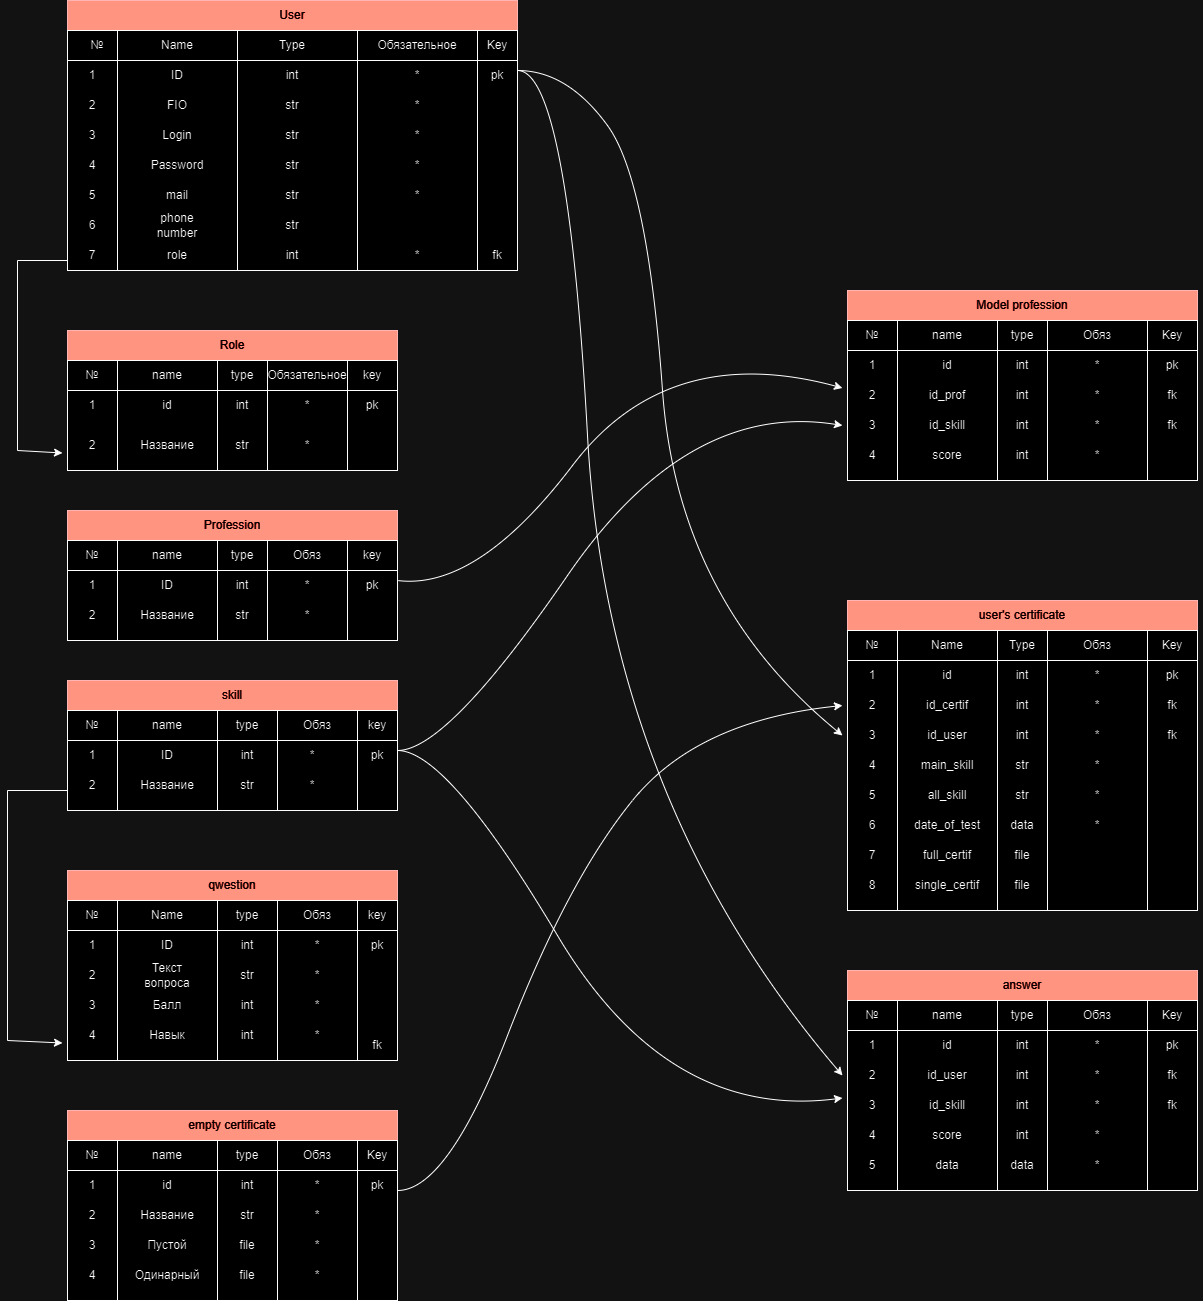 User
№ Name Type Обязательное Key
1 ID int * pk
2 FIO str *
3 Login str *
4 Password str *
5 mail str *
6 phone number str
7 role int * fk
Role
№ name type Обязательное key
1 id int * pk
2 Название str *
Profession
№ name type Обяз key
1 ID int * pk
2 Название str *
skill
№ name type Обяз key
1 ID int * pk
2 Название str *
qwestion
№ Name type Обяз key
1 ID int * pk
2 Текст вопроса str *
3 Балл int *
4 Навык int * fk
empty certificate
№ name type Обяз Key
1 id int * pk
2 Название str *
3 Пустой file *
4 Одинарный file *
Model profession
№ name type Обяз Key
1 id int * pk
2 id_prof int * fk
3 id_skill int * fk
4 score int *
user's certificate
№ Name Type Обяз Key
1 id int * pk
2 id_certif int * fk
3 id_user int * fk
4 main_skill str *
5 all_skill str *
6 date_of_test data *
7 full_certif file
8 single_certif file
answer
№ name type Обяз Key
1 id int * pk
2 id_user int * fk
3 id_skill int * fk
4 score int *
5 data data *